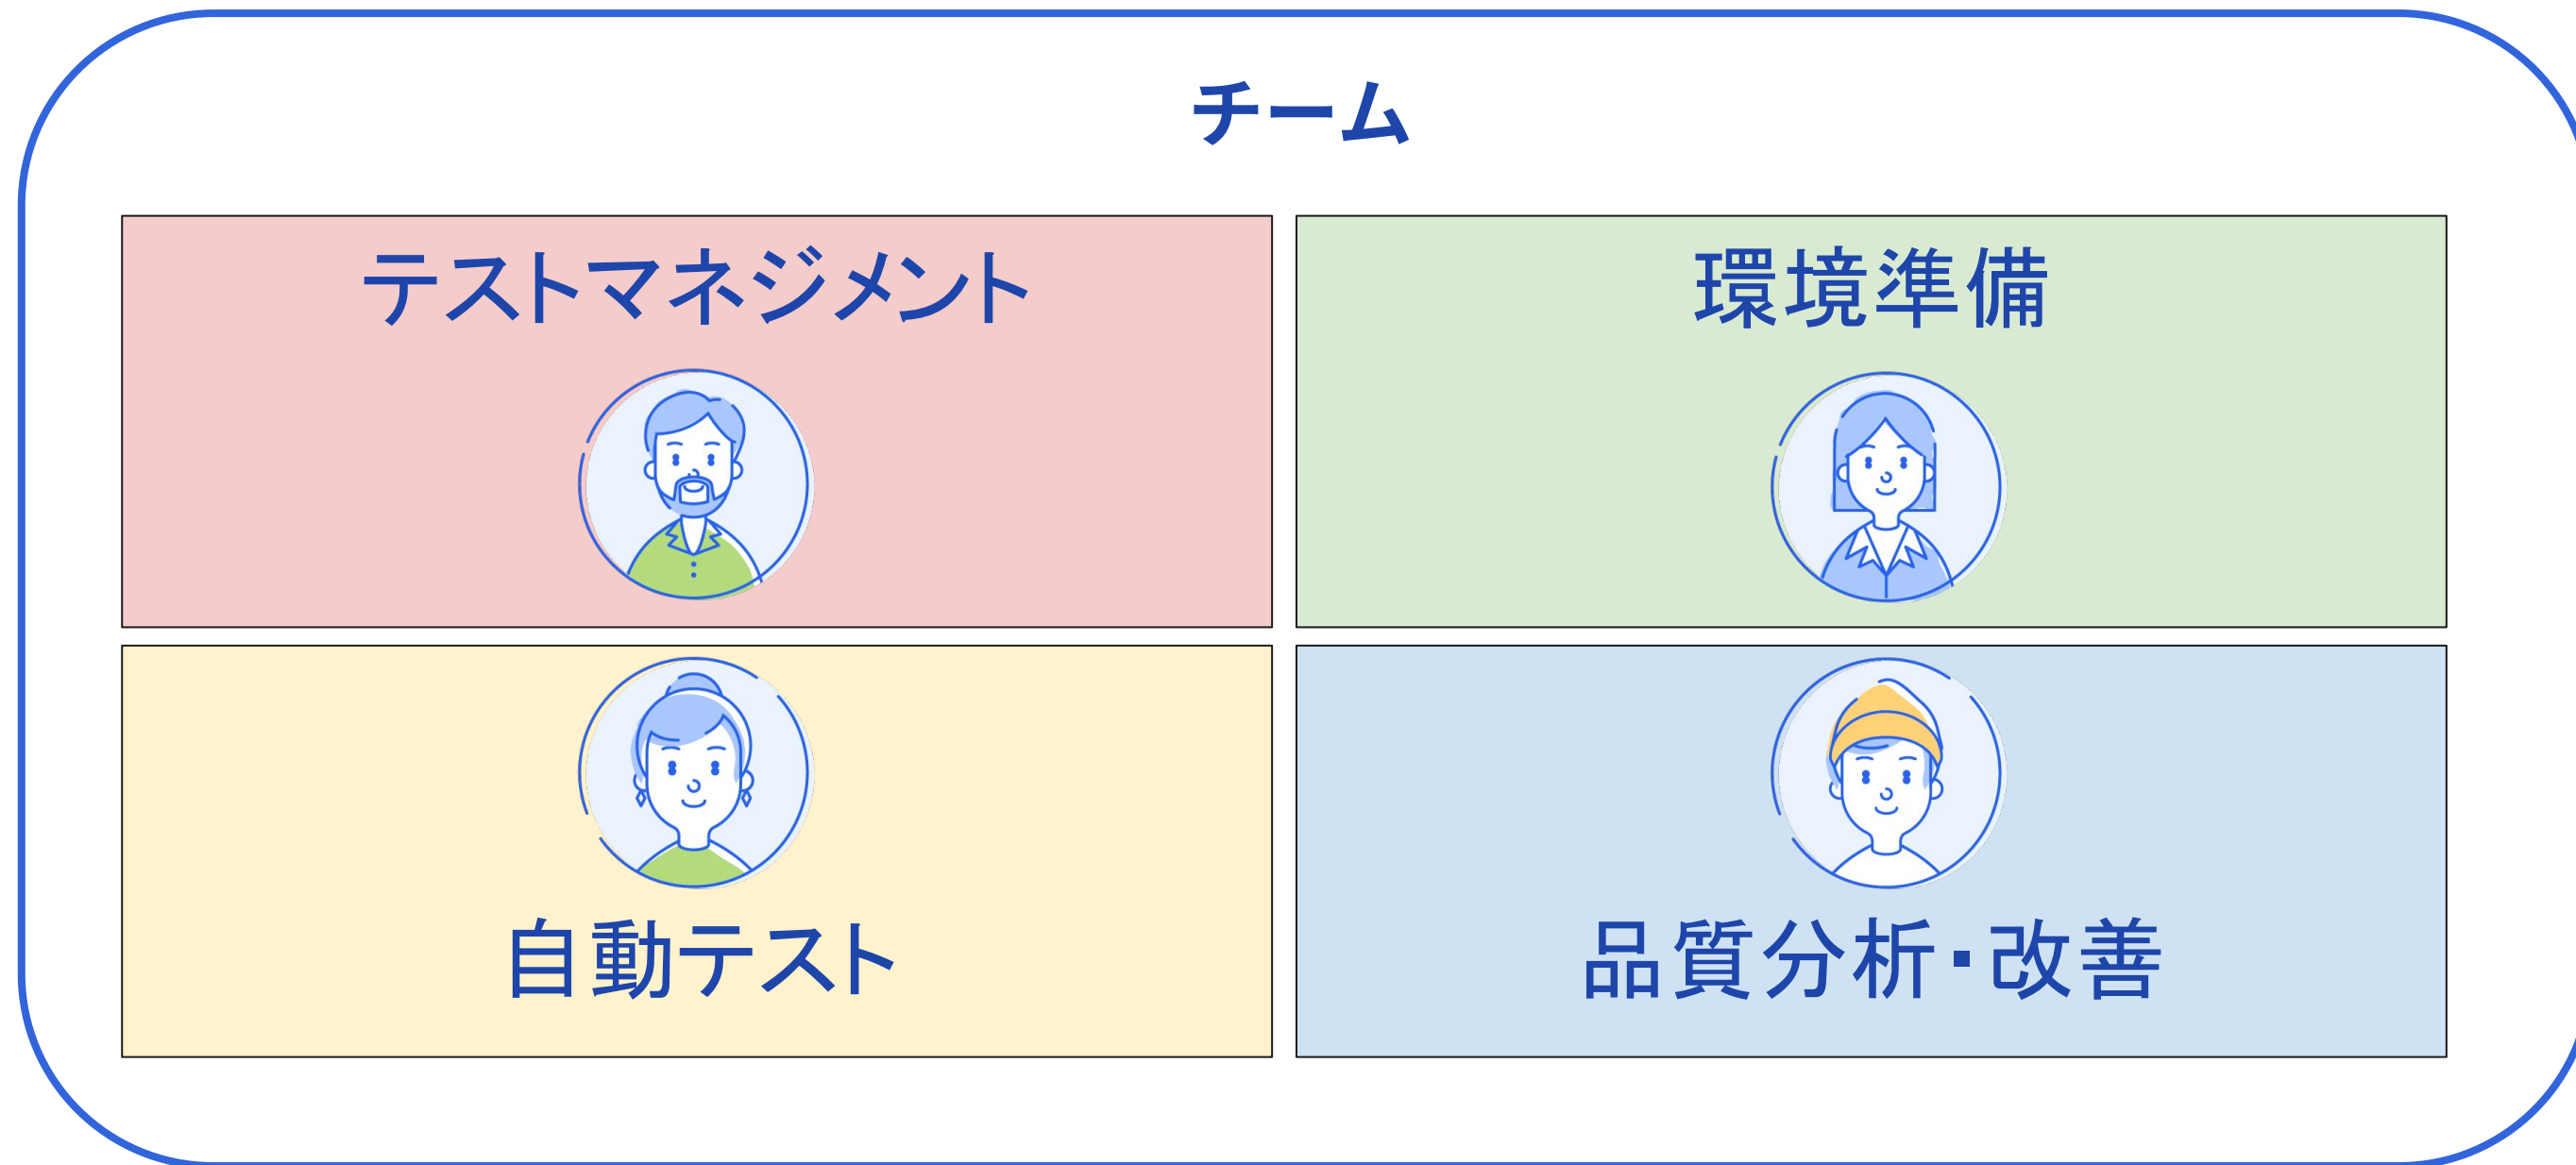 チーム
テストマネジメント
環境準備
自動テスト
品質分析・改善